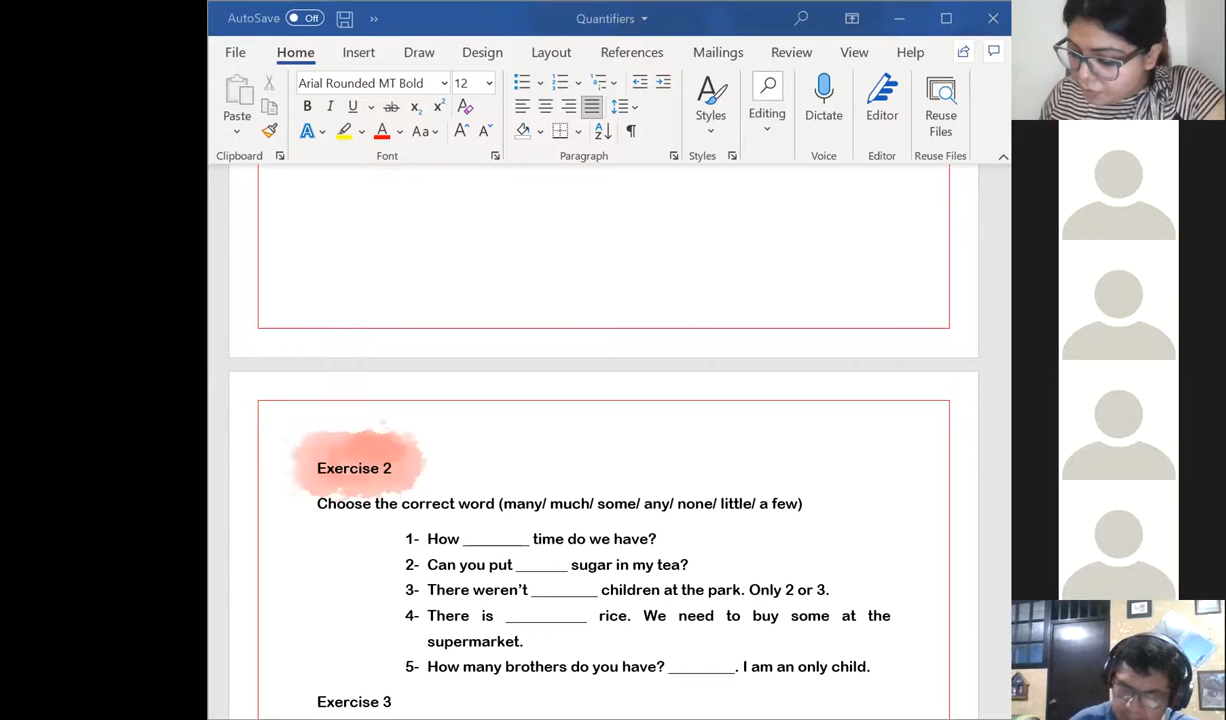 AutoSave Off » Quantifiers
File Home Insert Draw Design Layout References Mailings Review View Help
Arial Rounded MT Bold 12
Paste B I U ab x₂ x² A Aa A A Styles Editing Dictate Editor Reuse Files
Clipboard Font Paragraph Styles Voice Editor Reuse Files
Exercise 2
Choose the correct word (many/ much/ some/ any/ none/ little/ a few)
1- How ________ time do we have?
2- Can you put ______ sugar in my tea?
3- There weren't ________ children at the park. Only 2 or 3.
4- There is __________ rice. We need to buy some at the
supermarket.
5- How many brothers do you have? ________. I am an only child.
Exercise 3